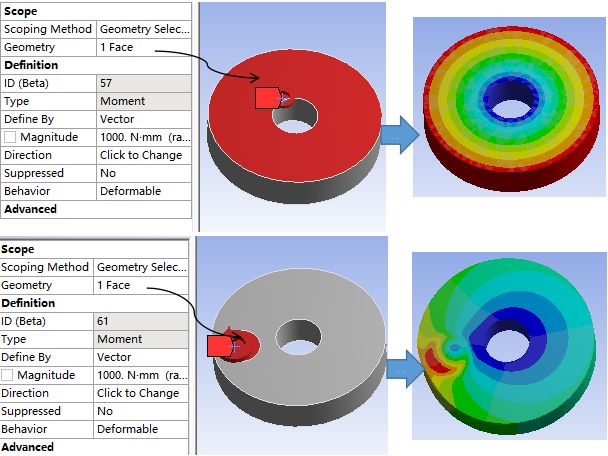 Scope
Scoping Method Geometry Selec...
Geometry 1 Face
Definition
ID (Beta) 57
Type Moment
Define By Vector
Magnitude 1000. N·mm (ra...
Direction Click to Change
Suppressed No
Behavior Deformable
Advanced
Scope
Scoping Method Geometry Selec...
Geometry 1 Face
Definition
ID (Beta) 61
Type Moment
Define By Vector
Magnitude 1000. N·mm (ra...
Direction Click to Change
Suppressed No
Behavior Deformable
Advanced